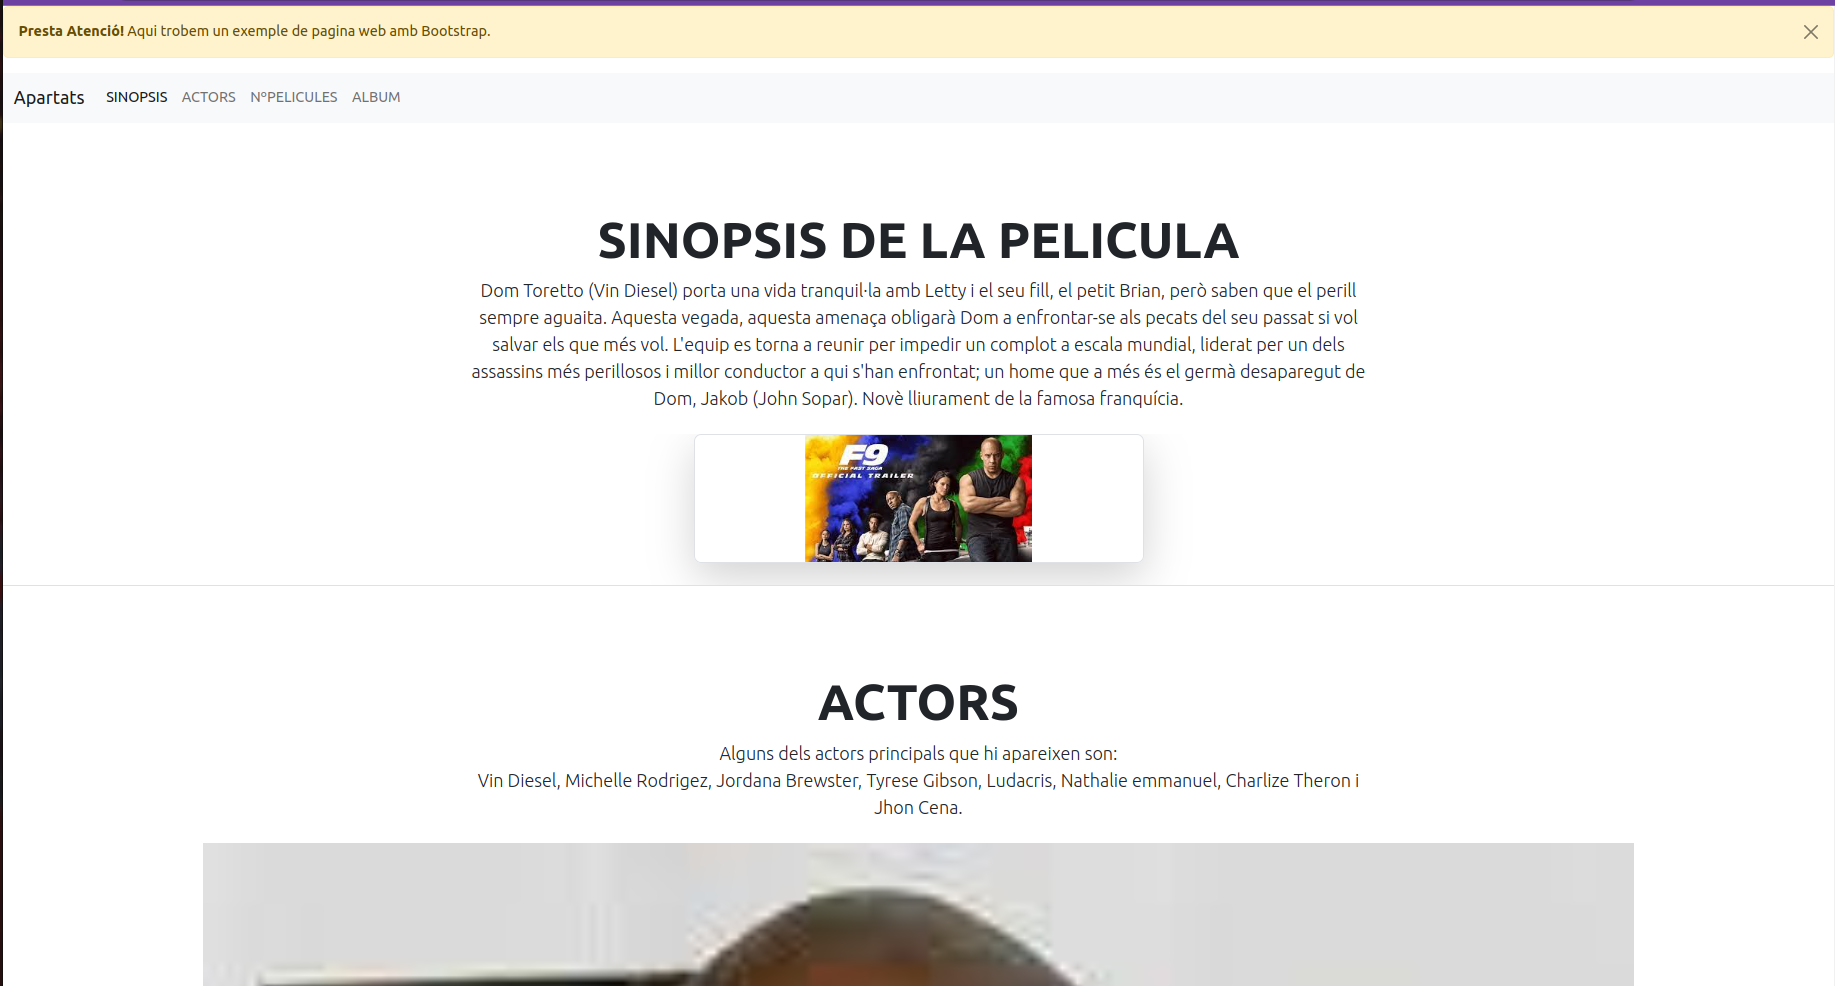 Presta Atenció! Aqui trobem un exemple de pagina web amb Bootstrap.
Apartats SINOPSIS ACTORS NºPELICULES ALBUM
SINOPSIS DE LA PELICULA
Dom Toretto (Vin Diesel) porta una vida tranquil·la amb Letty i el seu fill, el petit Brian, però saben que el perill
sempre aguaita. Aquesta vegada, aquesta amenaça obligarà Dom a enfrontar-se als pecats del seu passat si vol
salvar els que més vol. L'equip es torna a reunir per impedir un complot a escala mundial, liderat per un dels
assassins més perillosos i millor conductor a qui s'han enfrontat; un home que a més és el germà desaparegut de
Dom, Jakob (John Sopar). Novè lliurament de la famosa franquícia.
F9
THE FAST SAGA
OFFICIAL TRAILER
ACTORS
Alguns dels actors principals que hi apareixen son:
Vin Diesel, Michelle Rodrigez, Jordana Brewster, Tyrese Gibson, Ludacris, Nathalie emmanuel, Charlize Theron i
Jhon Cena.